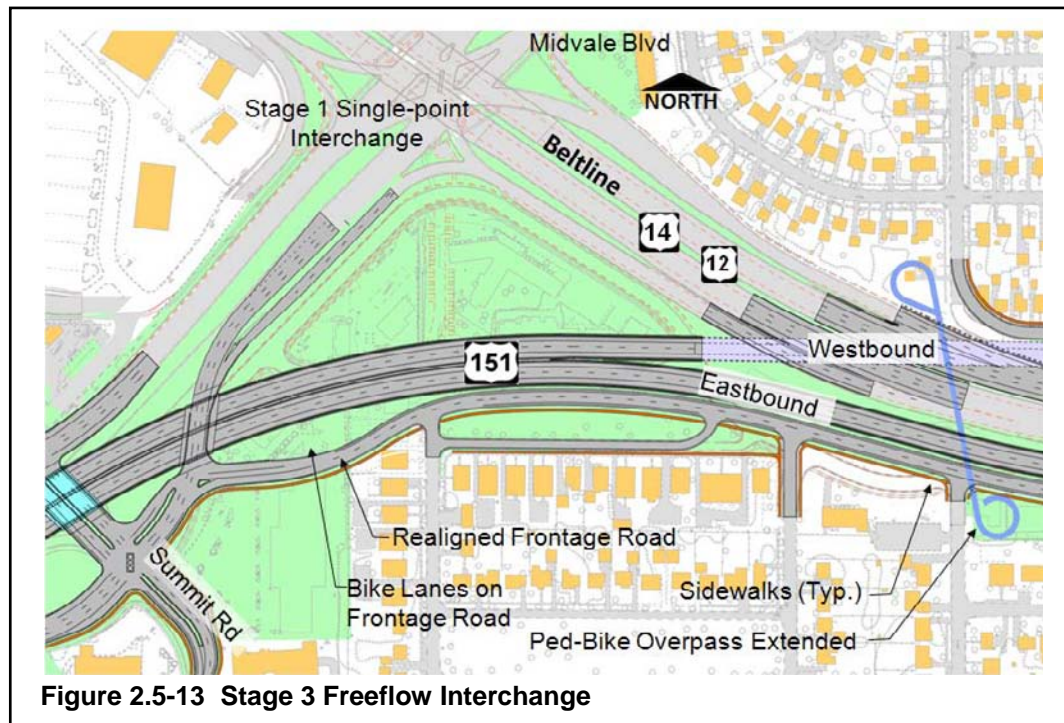 Midvale Blvd
NORTH
Stage 1 Single-point
Interchange
Beltline
14
12
Westbound
151
Eastbound
Realigned Frontage Road
Summit Rd
Bike Lanes on
Frontage Road
Sidewalks (Typ.)
Ped-Bike Overpass Extended
Figure 2.5-13 Stage 3 Freeflow Interchange